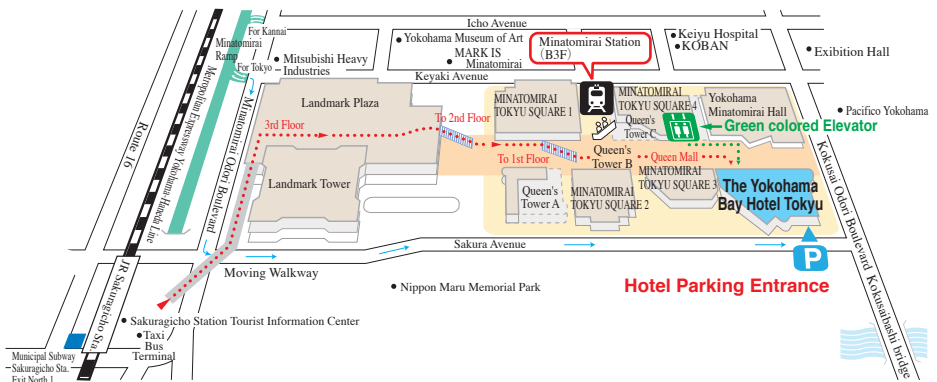 Icho Avenue
For Kannai
Minatomirai
Ramp
For Tokyo
Mitsubishi Heavy
Industries
Yokohama Museum of Art
MARK IS
Minatomirai
Minatomirai Station
(B3F)
Keiyu Hospital
KOBAN
Exibition Hall
Keyaki Avenue
Landmark Plaza
MINATOMIRAI
TOKYU SQUARE 1
MINATOMIRAI
TOKYU SQUARE 4
Yokohama
Minatomirai Hall
Pacifico Yokohama
3rd Floor
To 2nd Floor
Queen's
Tower C
Green colored Elevator
To 1st Floor
Queen's
Tower B
Queen Mall
Landmark Tower
Queen's
Tower A
MINATOMIRAI
TOKYU SQUARE 2
MINATOMIRAI
TOKYU SQUARE 3
The Yokohama
Bay Hotel Tokyu
Route 16
Metropolitan Expressway Yokohama-Haneda Line
Minatomirai Odori Boulevard
Kokusai Odori Boulevard
Kokusaibashi bridge
Sakura Avenue
Moving Walkway
P
Hotel Parking Entrance
Nippon Maru Memorial Park
JR Sakuragicho Sta.
Sakuragicho Station Tourist Information Center
Taxi
Bus
Terminal
Municipal Subway
Sakuragicho Sta.
Exit North 1